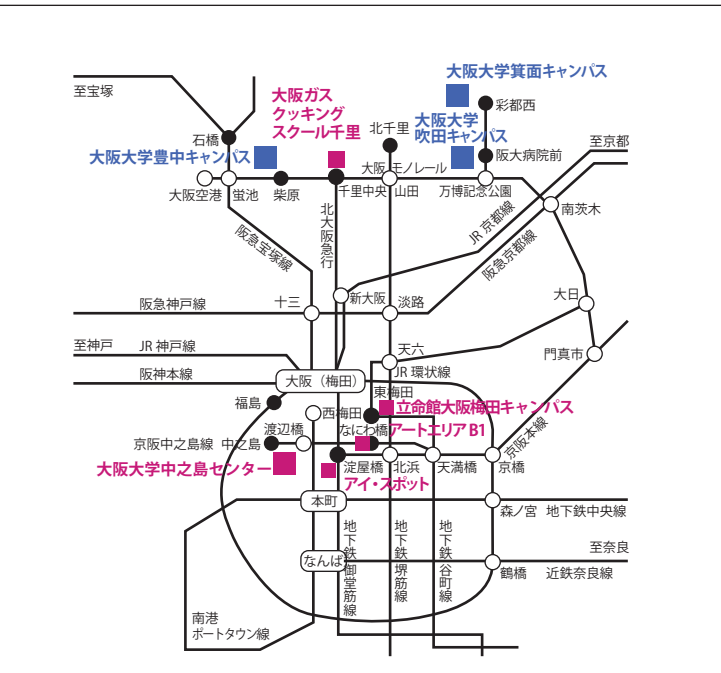 大阪大学箕面キャンパス
至宝塚
大阪ガス
クッキング
スクール千里
彩都西
大阪大学
吹田キャンパス
北千里
石橋
至京都
大阪大学豊中キャンパス
阪大病院前
大阪 モノレール
大阪空港
蛍池
柴原
千里中央
山田
万博記念公園
南茨木
北大阪急行
JR 京都線
阪急宝塚線
阪急京都線
新大阪
大日
阪急神戸線
十三
淡路
至神戸
JR 神戸線
天六
門真市
JR 環状線
阪神本線
大阪（梅田）
東梅田
福島
西梅田
立命館大阪梅田キャンパス
渡辺橋
なにわ橋
アートエリア B1
京阪本線
京阪中之島線
中之島
大阪大学中之島センター
淀屋橋
北浜
天満橋
京橋
アイ・スポット
本町
森ノ宮
地下鉄中央線
地下鉄 御堂筋線
地下鉄 堺筋線
地下鉄 谷町線
至奈良
なんば
鶴橋
近鉄奈良線
南港
ポートタウン線